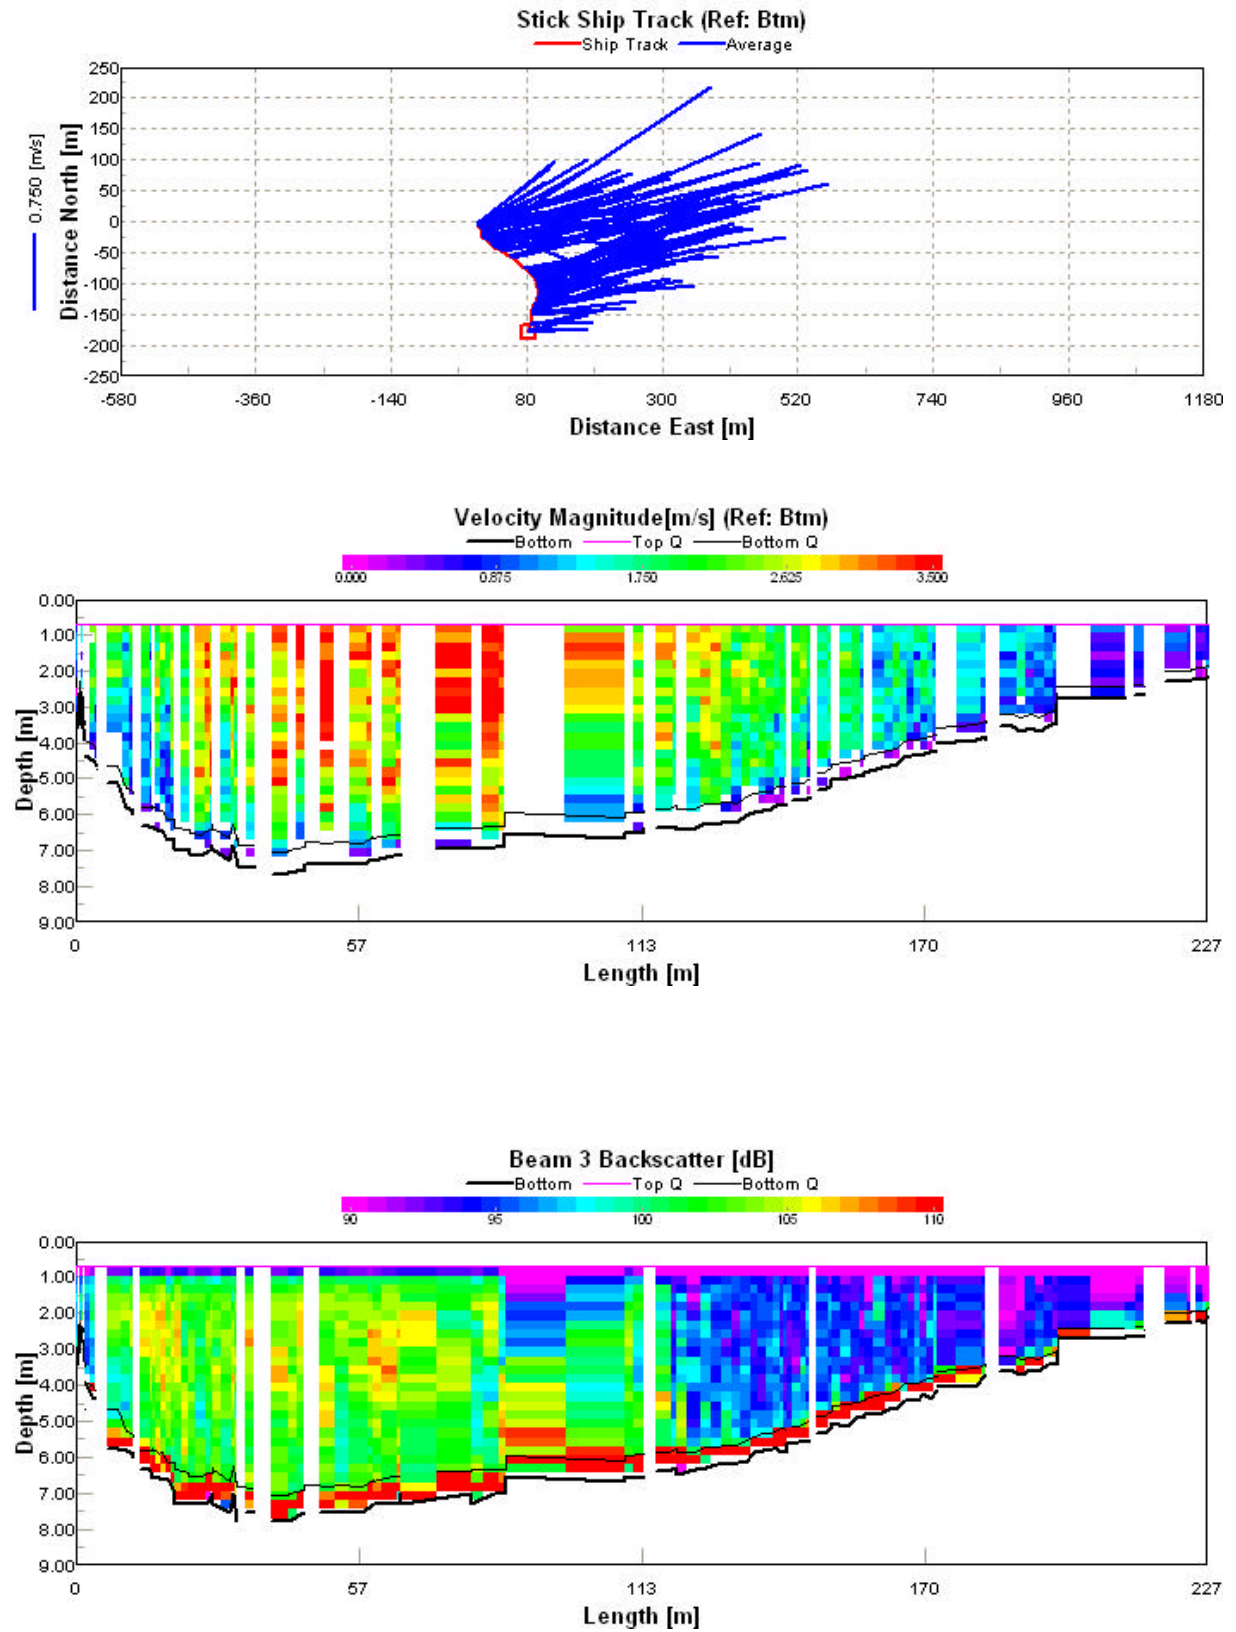 Stick Ship Track (Ref: Btm)
Ship Track Average
250
200
150
100
50
0
-50
-100
-150
-200
-250
0.750 [m/s]
Distance North [m]
-580 -360 -140 80 300 520 740 960 1180
Distance East [m]
Velocity Magnitude[m/s] (Ref: Btm)
Bottom Top Q Bottom Q
0.000 0.875 1.750 2.625 3.500
0.00
1.00
2.00
3.00
4.00
5.00
6.00
7.00
8.00
9.00
Depth [m]
0 57 113 170 227
Length [m]
Beam 3 Backscatter [dB]
Bottom Top Q Bottom Q
90 95 100 105 110
0.00
1.00
2.00
3.00
4.00
5.00
6.00
7.00
8.00
9.00
Depth [m]
0 57 113 170 227
Length [m]